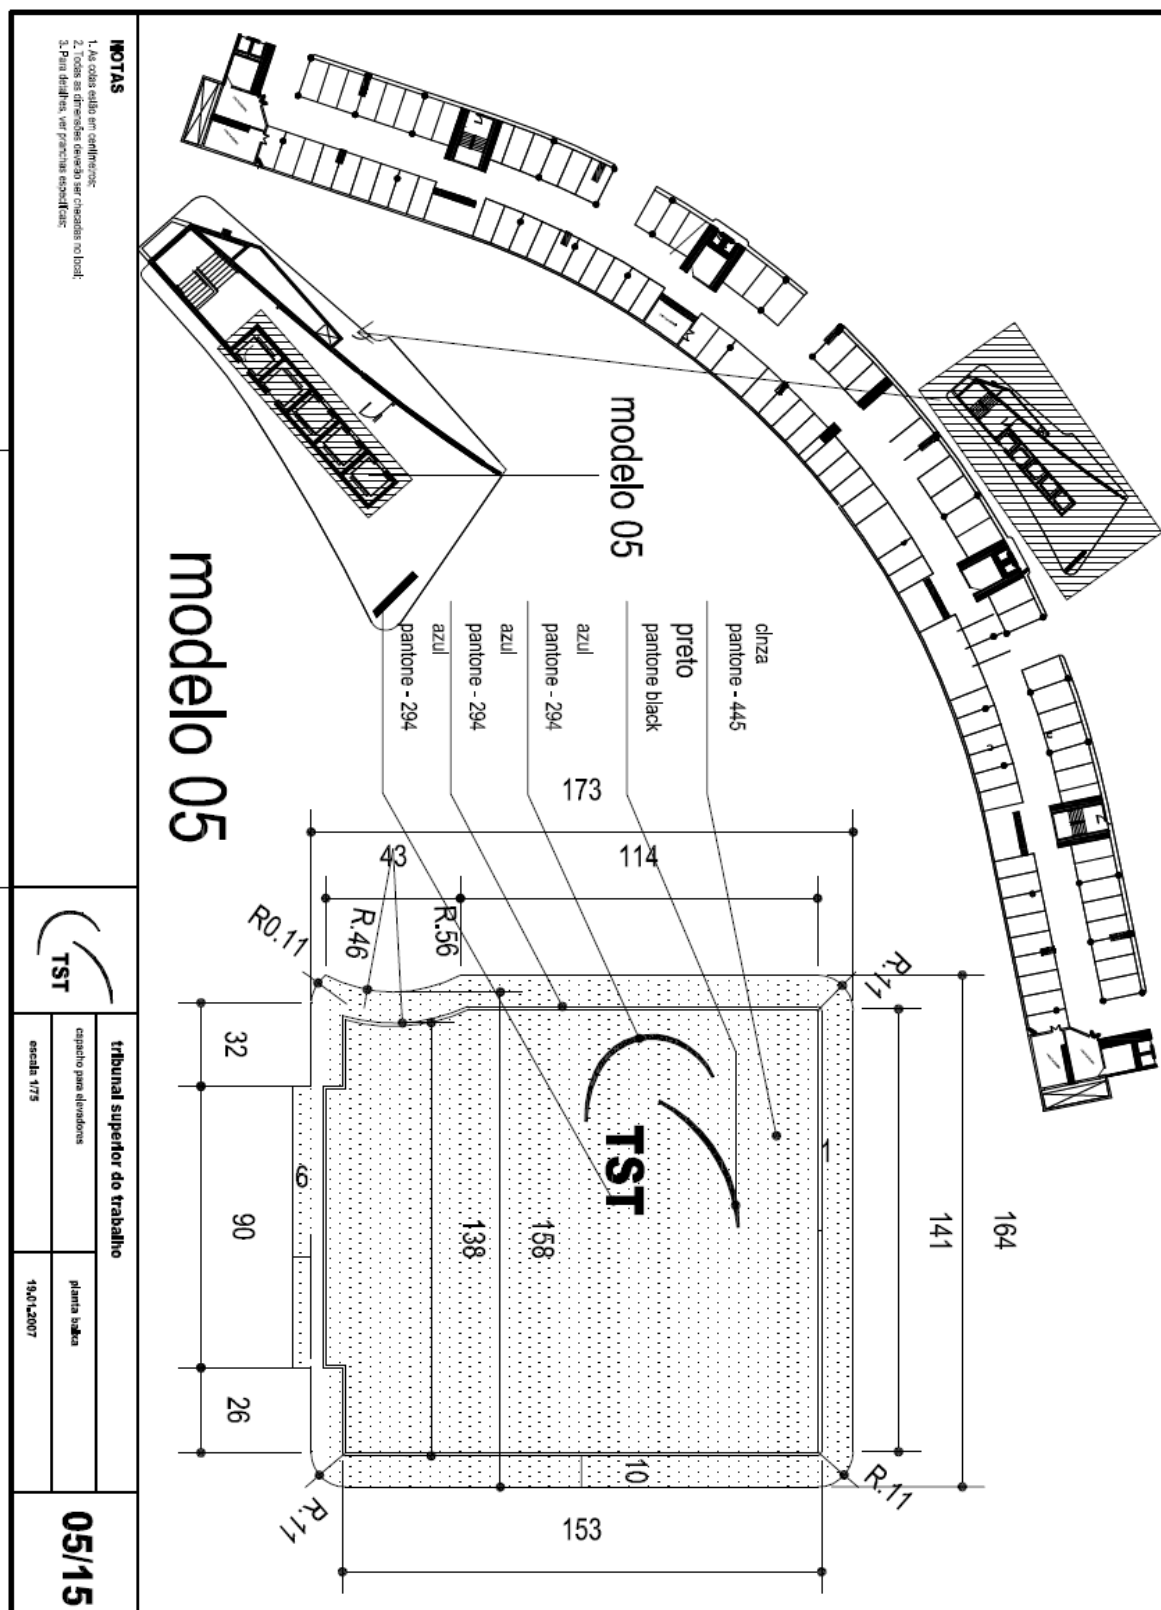 NOTAS
1. As cotas estão em centímetros;
2. Todas as dimensões deverão ser checadas no local;
3. Para detalhes, ver pranchas específicas;
modelo 05
modelo 05
cinza
pantone - 445
preto
pantone black
azul
pantone - 294
azul
pantone - 294
azul
pantone - 294
173
43
114
R0.11
R.46
R.56
R.11
32
90
26
6
1
138
158
141
164
10
R.11
R.11
153
TST
TST
tribunal superior do trabalho
capacho para elevadores
planta baixa
escala 1/75
19.01.2007
05/15